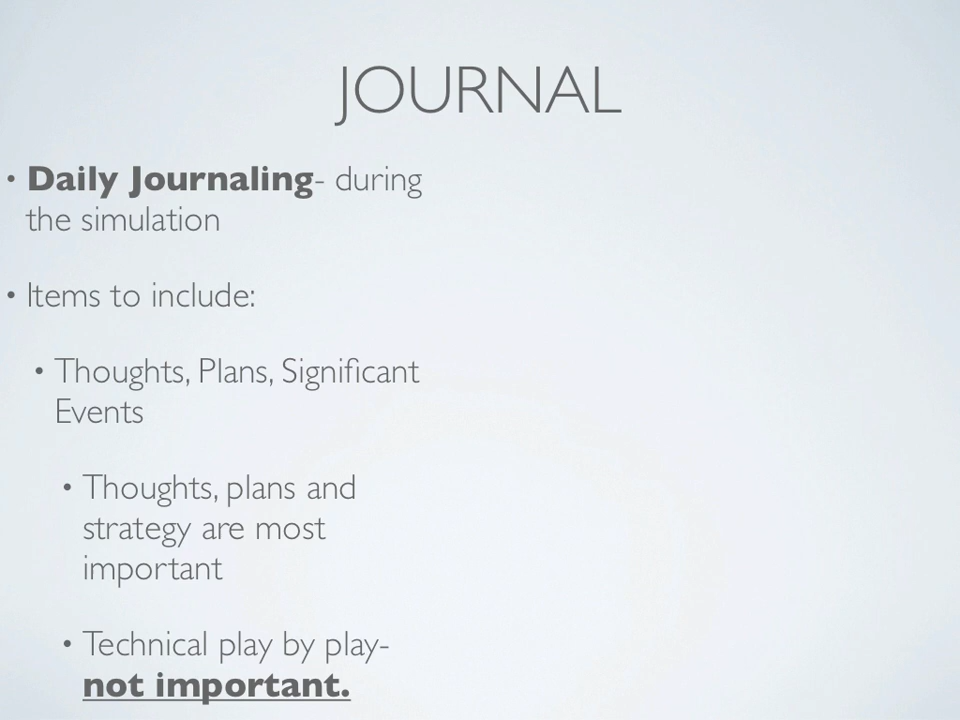 JOURNAL
• Daily Journaling- during
the simulation
• Items to include:
• Thoughts, Plans, Significant
Events
• Thoughts, plans and
strategy are most
important
• Technical play by play-
not important.